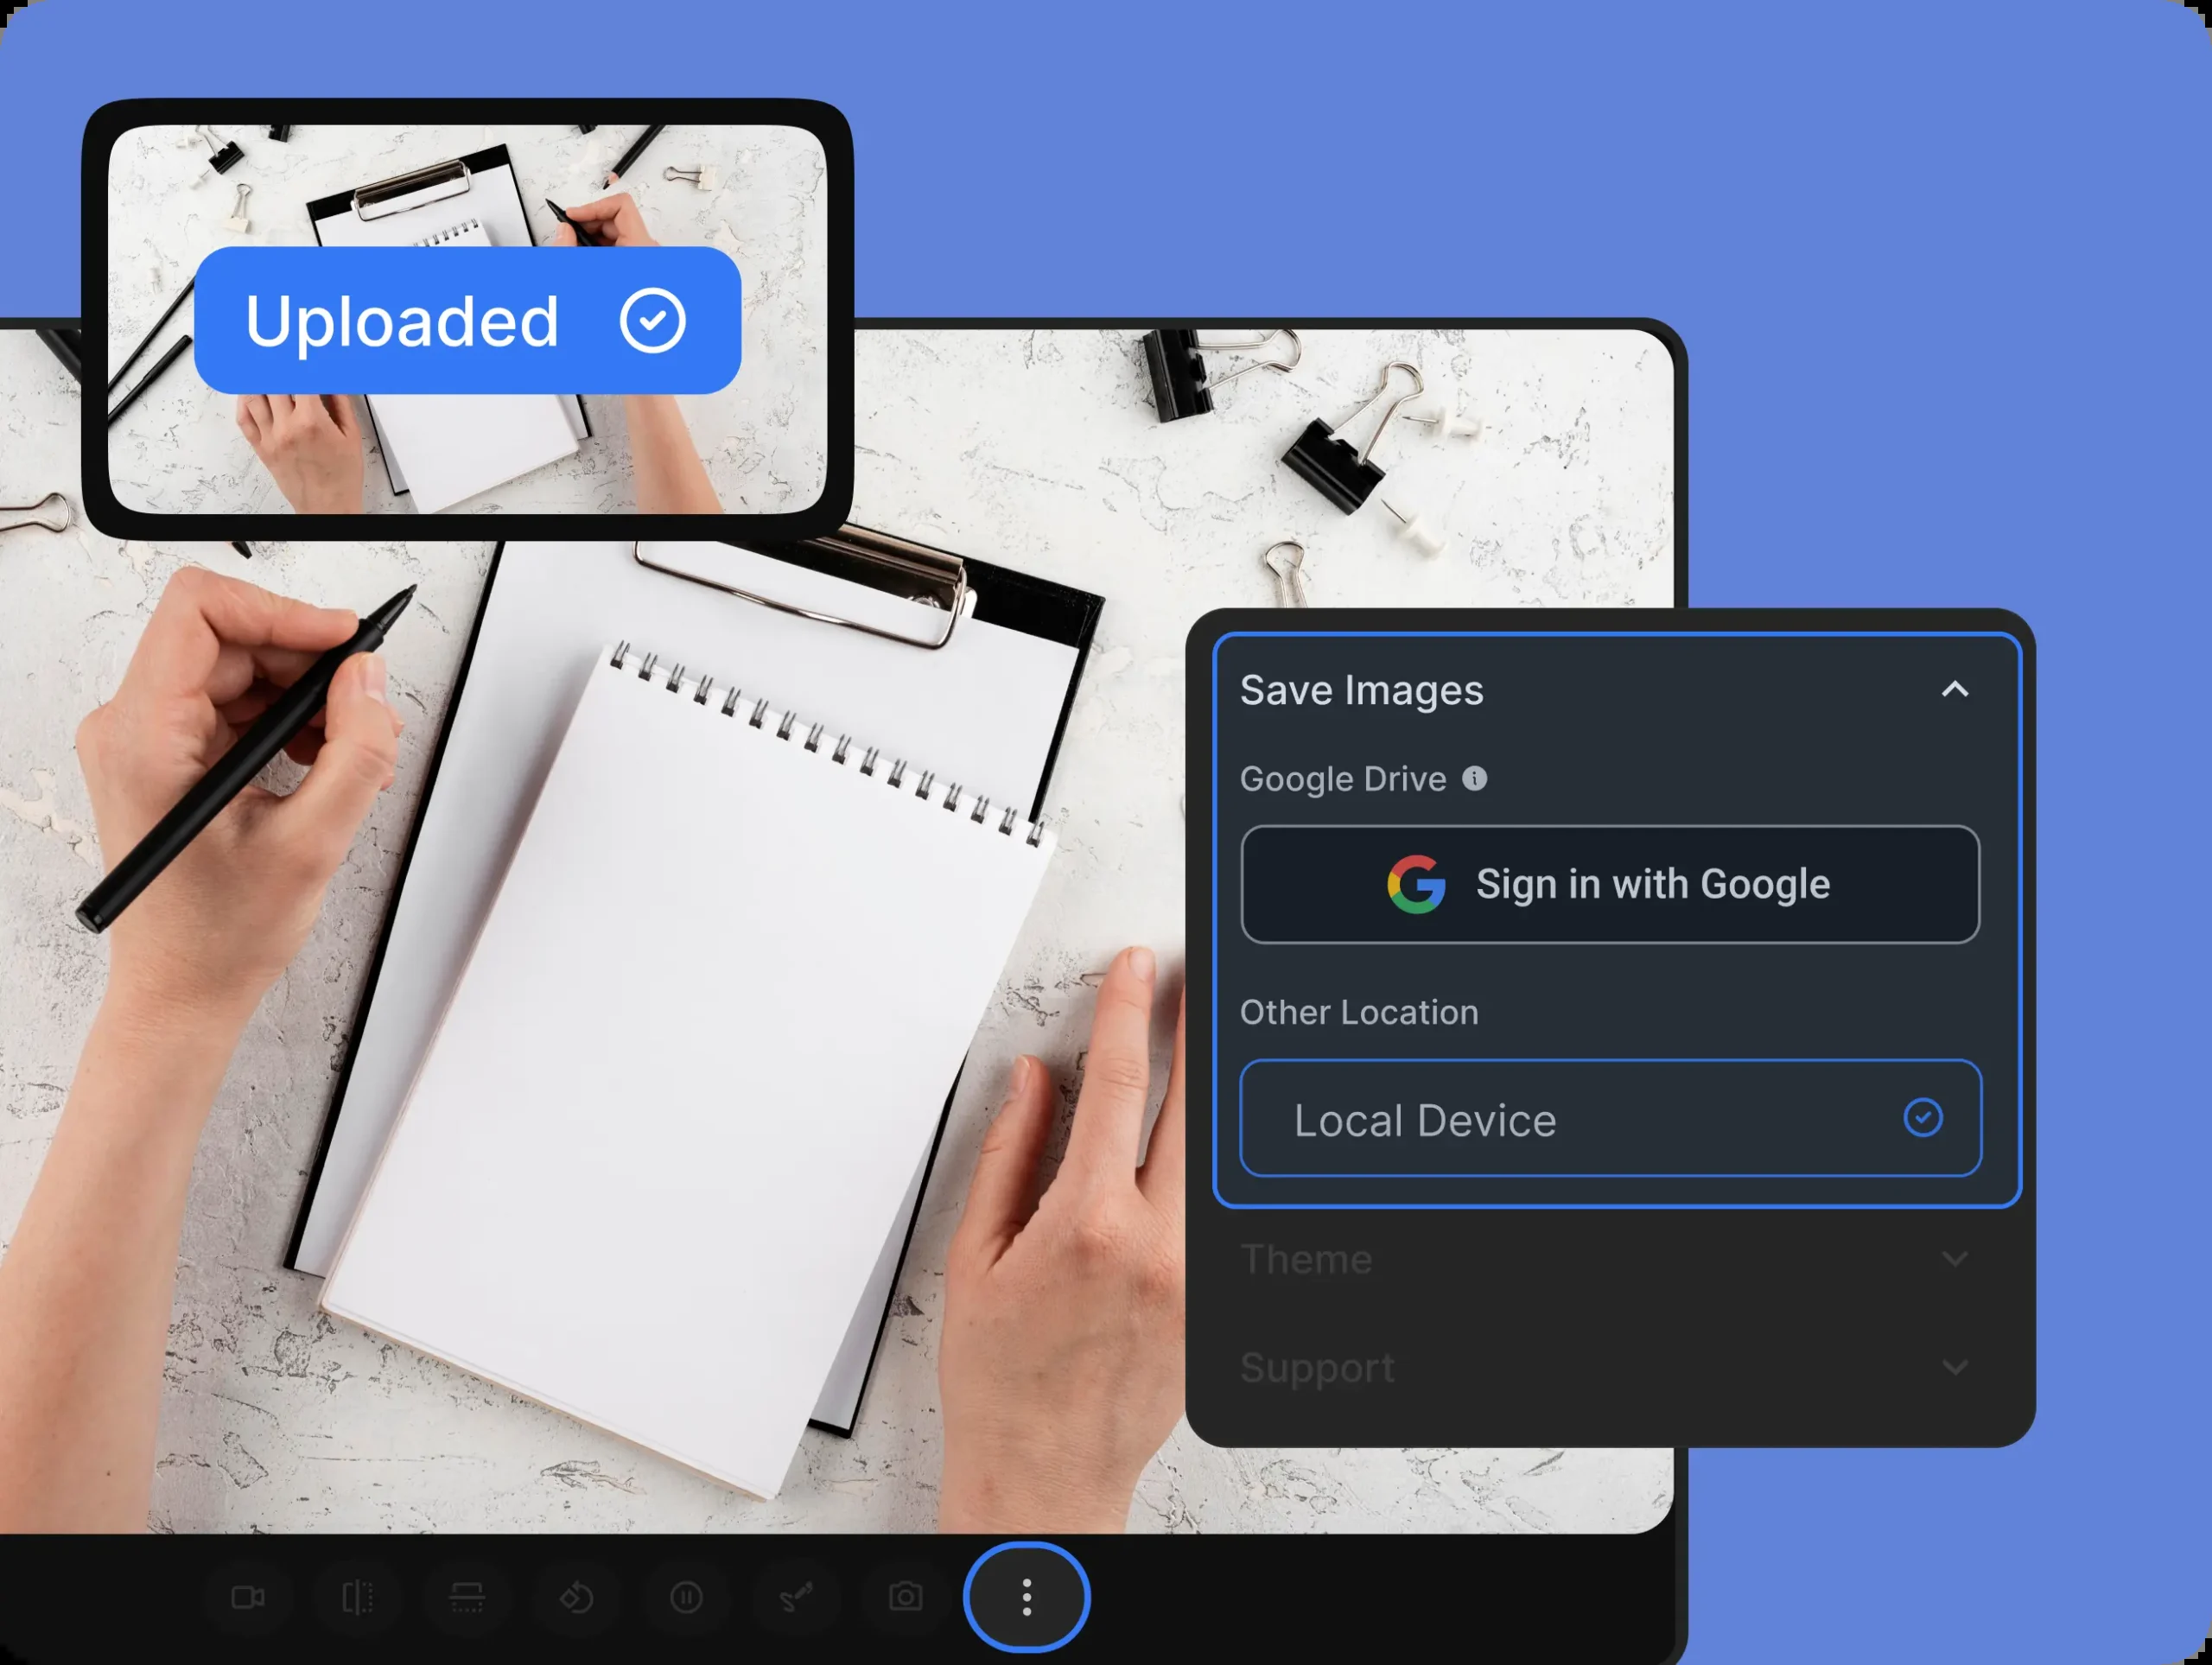 Uploaded
Save Images
Google Drive
Sign in with Google
Other Location
Local Device
Theme
Support